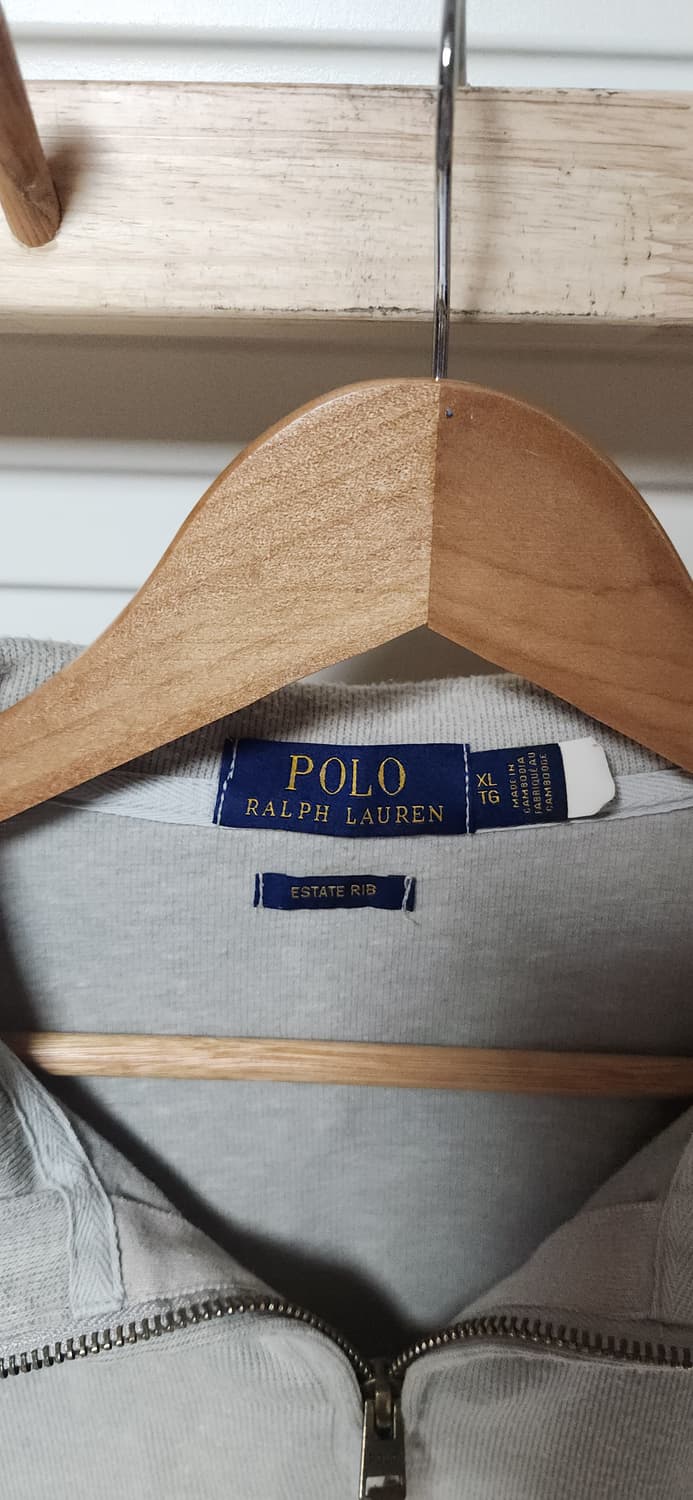 POLO
RALPH LAUREN
XL
TG
MADE IN
CAMBODIA
FABRIQUÉ AU
CAMBODGE
ESTATE RIB